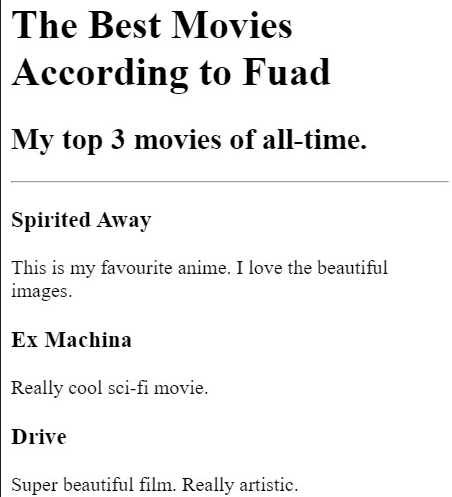 The Best Movies
According to Fuad
My top 3 movies of all-time.
Spirited Away
This is my favourite anime. I love the beautiful
images.
Ex Machina
Really cool sci-fi movie.
Drive
Super beautiful film. Really artistic.